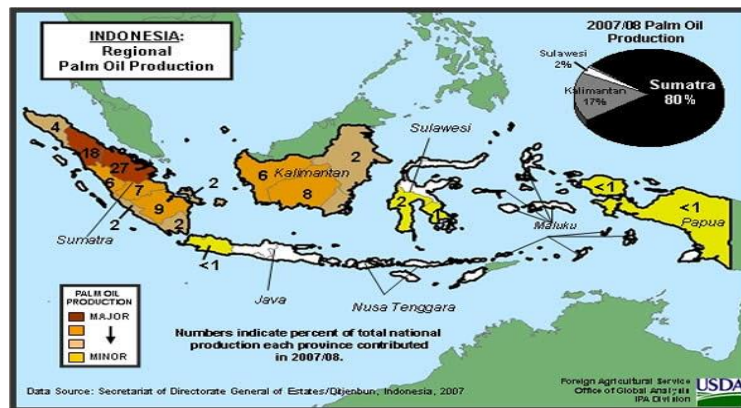 INDONESIA:
Regional
Palm Oil Production
2007/08 Palm Oil
Production
Sulawesi
2%
Kalimantan
17%
Sumatra
80%
4
18
27
6
7
2
9
2
2
Sumatra
6
Kalimantan
2
8
Sulawesi
2
1
<1
<1
Papua
Maluku
<1
Java
Nusa Tenggara
PALM OIL
PRODUCTION
MAJOR
MINOR
Numbers indicate percent of total national
production each province contributed
in 2007/08.
Data Source: Secretariat of Directorate General of Estates/Ditjenbun, Indonesia, 2007
Foreign Agricultural Service
Office of Global Analysis
IPA Division
USDA